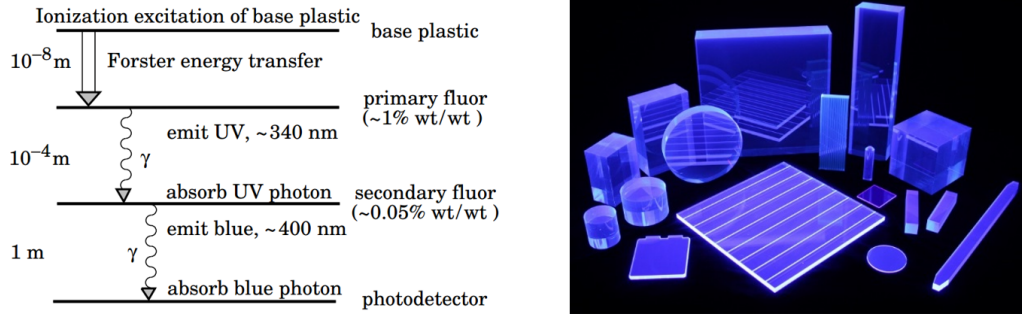 Ionization excitation of base plastic
base plastic
10⁻⁸ m
Forster energy transfer
primary fluor
(~1% wt/wt )
emit UV, ~340 nm
10⁻⁴ m
γ
absorb UV photon
secondary fluor
(~0.05% wt/wt )
emit blue, ~400 nm
1 m
γ
absorb blue photon
photodetector